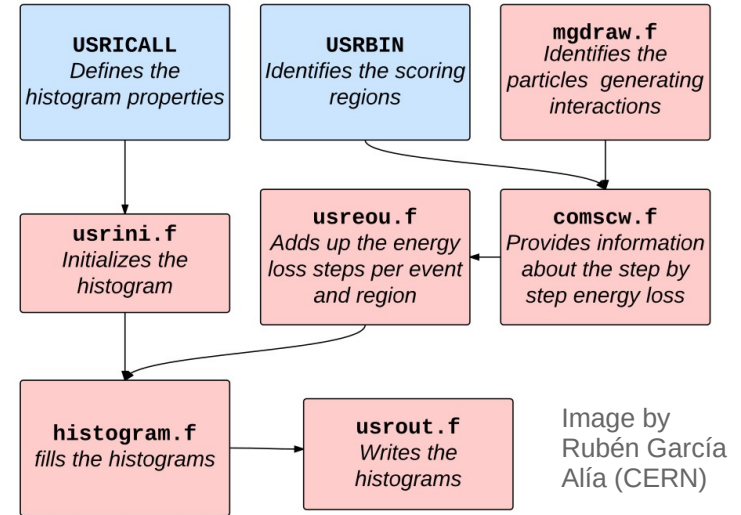 USRICALL
Defines the
histogram properties
USRBIN
Identifies the scoring
regions
mgdraw.f
Identifies the
particles generating
interactions
usrini.f
Initializes the
histogram
usreou.f
Adds up the energy
loss steps per event
and region
comscw.f
Provides information
about the step by
step energy loss
histogram.f
fills the histograms
usrout.f
Writes the
histograms
Image by
Rubén García
Alía (CERN)